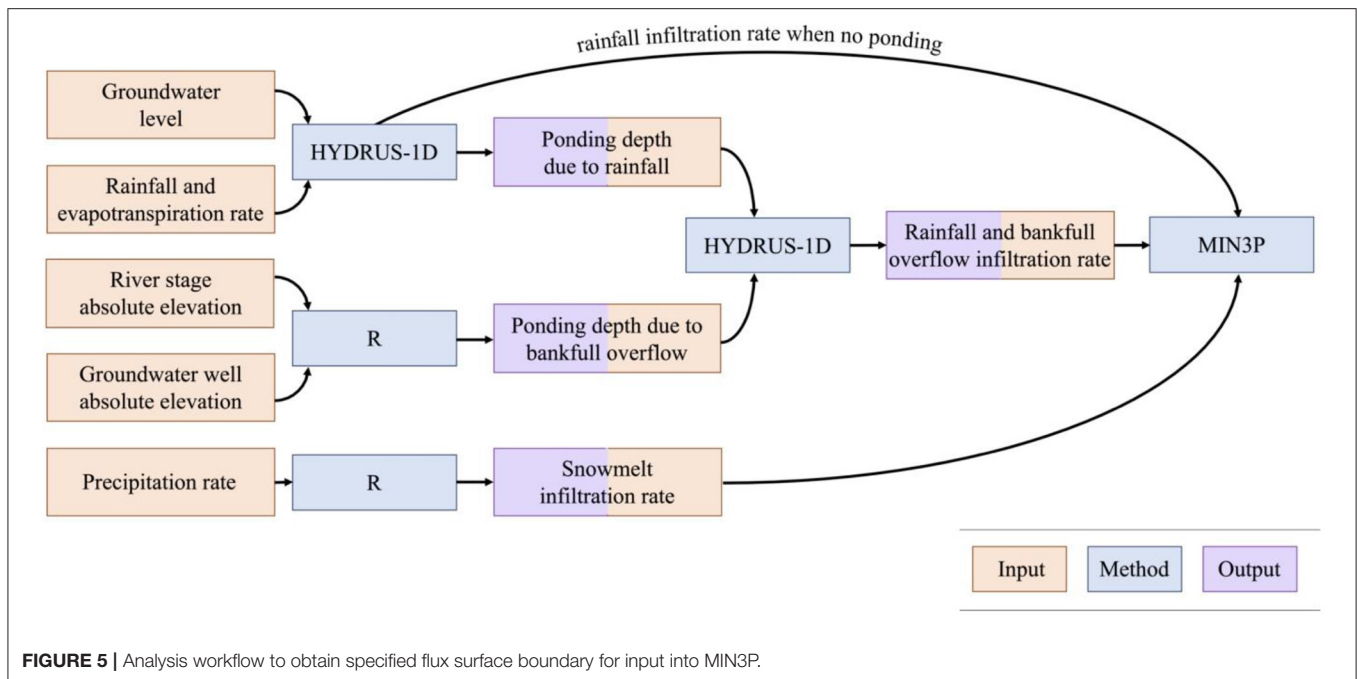 rainfall infiltration rate when no ponding
Groundwater
level
Rainfall and
evapotranspiration rate
HYDRUS-1D
Ponding depth
due to rainfall
River stage
absolute elevation
Groundwater well
absolute elevation
R
Ponding depth due to
bankfull overflow
HYDRUS-1D
Rainfall and bankfull
overflow infiltration rate
MIN3P
Precipitation rate
R
Snowmelt
infiltration rate
Input
Method
Output
FIGURE 5 | Analysis workflow to obtain specified flux surface boundary for input into MIN3P.